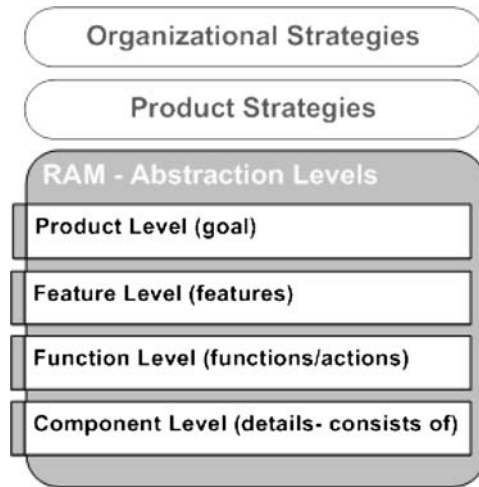 Organizational Strategies
Product Strategies
RAM - Abstraction Levels
Product Level (goal)
Feature Level (features)
Function Level (functions/actions)
Component Level (details- consists of)